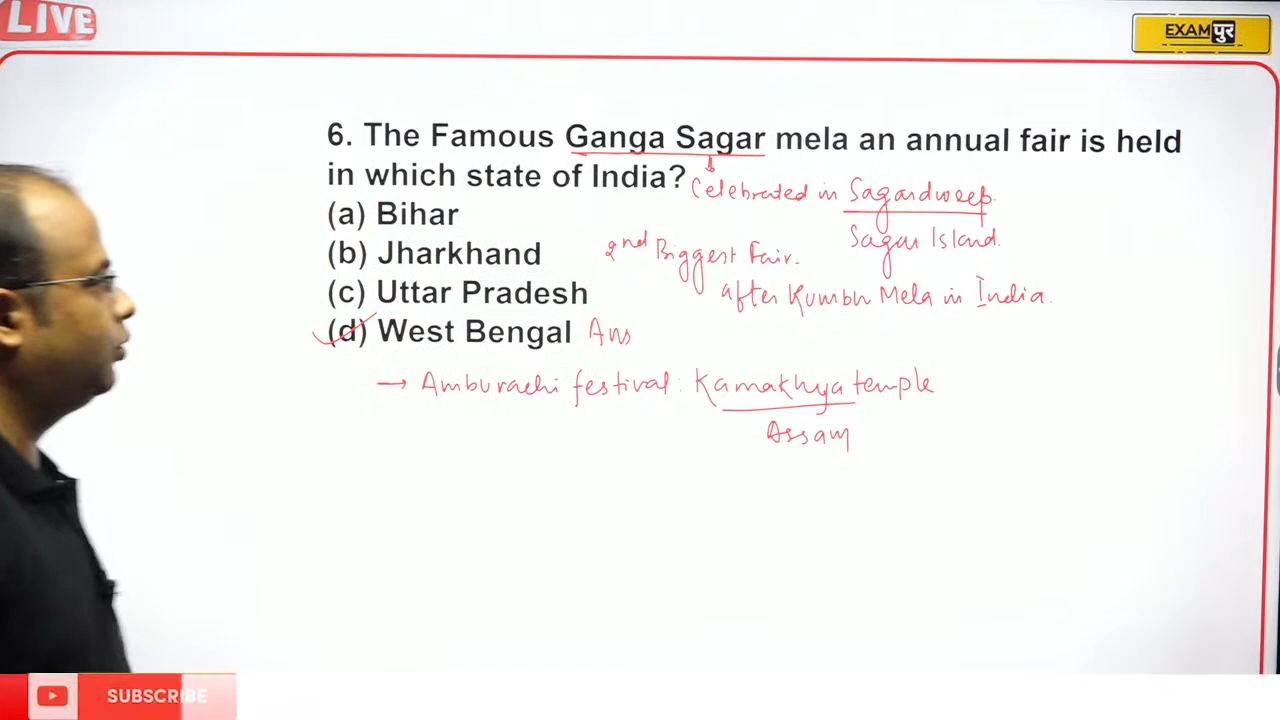 LIVE
EXAMपुर
6. The Famous Ganga Sagar mela an annual fair is held
in which state of India?
Celebrated in Sagardweep.
Sagar Island.
(a) Bihar
(b) Jharkhand
2nd Biggest Fair.
after Kumbh Mela in India.
(c) Uttar Pradesh
(d) West Bengal Ans
→ Amburachi festival: Kamakhya temple
Assam
SUBSCRIBE